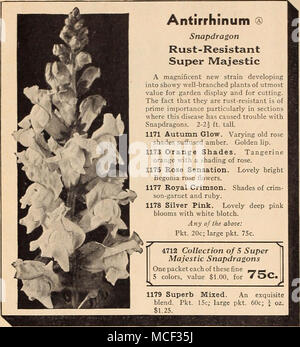 Antirrhinum Ⓐ
Snapdragon
Rust-Resistant
Super Majestic
A magnificent new strain developing
into showy well-branched plants of utmost
value for garden display and for cutting.
The fact that they are rust-resistant is of
prime importance particularly in sections
where this disease has caused trouble with
Snapdragons. 2-2½ ft. tall.
1171 Autumn Glow. Varying old rose
shades suffused amber. Golden lip.
1173 Orange Shades. Tangerine
orange with a shading of rose.
1175 Rose Sensation. Lovely bright
Begonia rose flowers.
1177 Royal Crimson. Shades of crim-
son-garnet and ruby.
1178 Silver Pink. Lovely deep pink
blooms with white blotch.
Any of the above:
Pkt. 20c; large pkt. 75c.
4712 Collection of 5 Super
Majestic Snapdragons
One packet each of these fine
5 colors, value $1.00, for 75c.
1179 Superb Mixed. An exquisite
blend. Pkt. 15c; large pkt. 60c; ¼ oz.
$1.25.
alamy
MCF35J